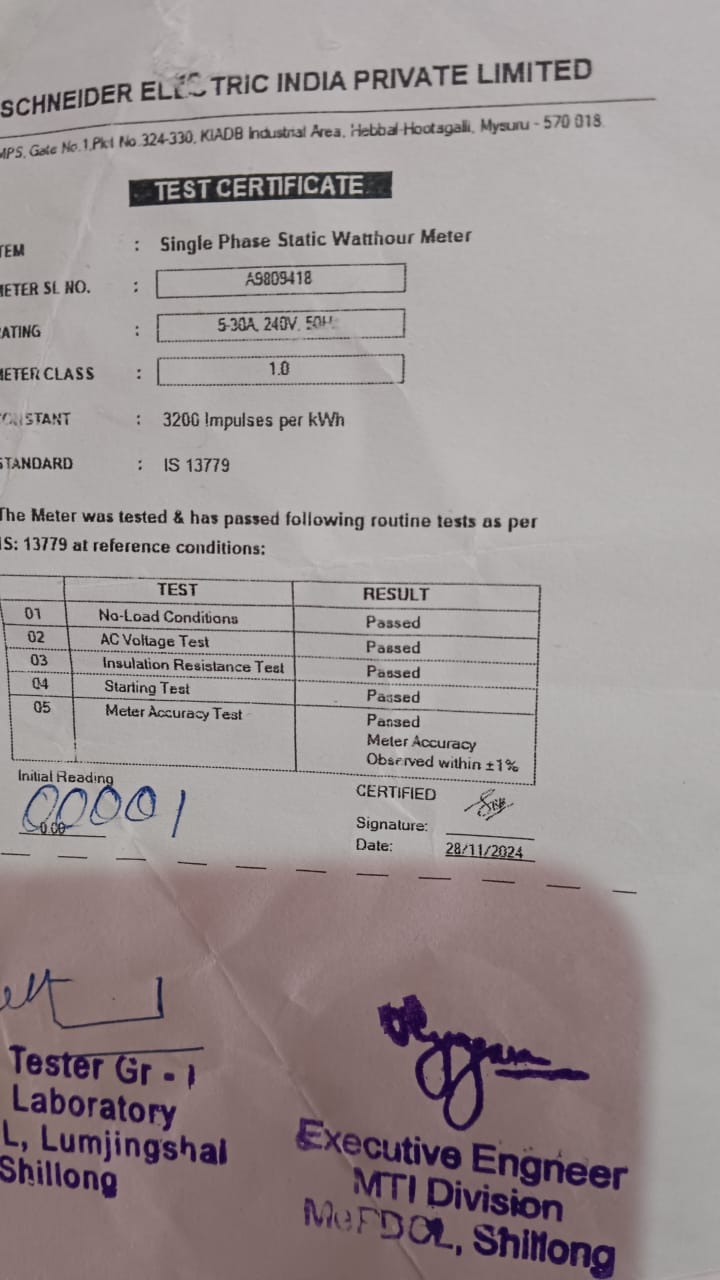 SCHNEIDER ELECTRIC INDIA PRIVATE LIMITED
MPS, Gate No.1,Plot No.324-330, KIADB Industrial Area, Hebbal-Hootagalli, Mysuru - 570 018.
TEST CERTIFICATE
TEM : Single Phase Static Watthour Meter
METER SL NO. : A9809418
RATING : 5-30A, 240V, 50H
METER CLASS : 1.0
CONSTANT : 3200 Impulses per kWh
STANDARD : IS 13779
The Meter was tested & has passed following routine tests as per
IS: 13779 at reference conditions:
TEST RESULT
01 No-Load Conditions Passed
02 AC Voltage Test Passed
03 Insulation Resistance Test Passed
04 Starting Test Passed
05 Meter Accuracy Test Passed
Meter Accuracy
Observed within ±1%
Initial Reading
00001
0.00
CERTIFIED
Signature:
Date: 28/11/2024
Tester Gr - I
Laboratory
L, Lumjingshai
Shillong
Executive Engneer
MTI Division
MePDCL, Shillong